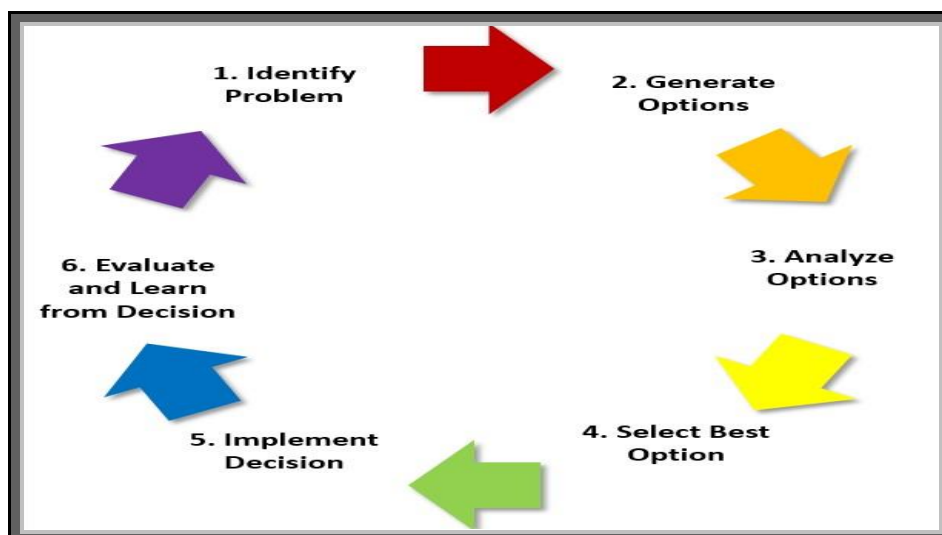 1. Identify
Problem
2. Generate
Options
3. Analyze
Options
4. Select Best
Option
5. Implement
Decision
6. Evaluate
and Learn
from Decision